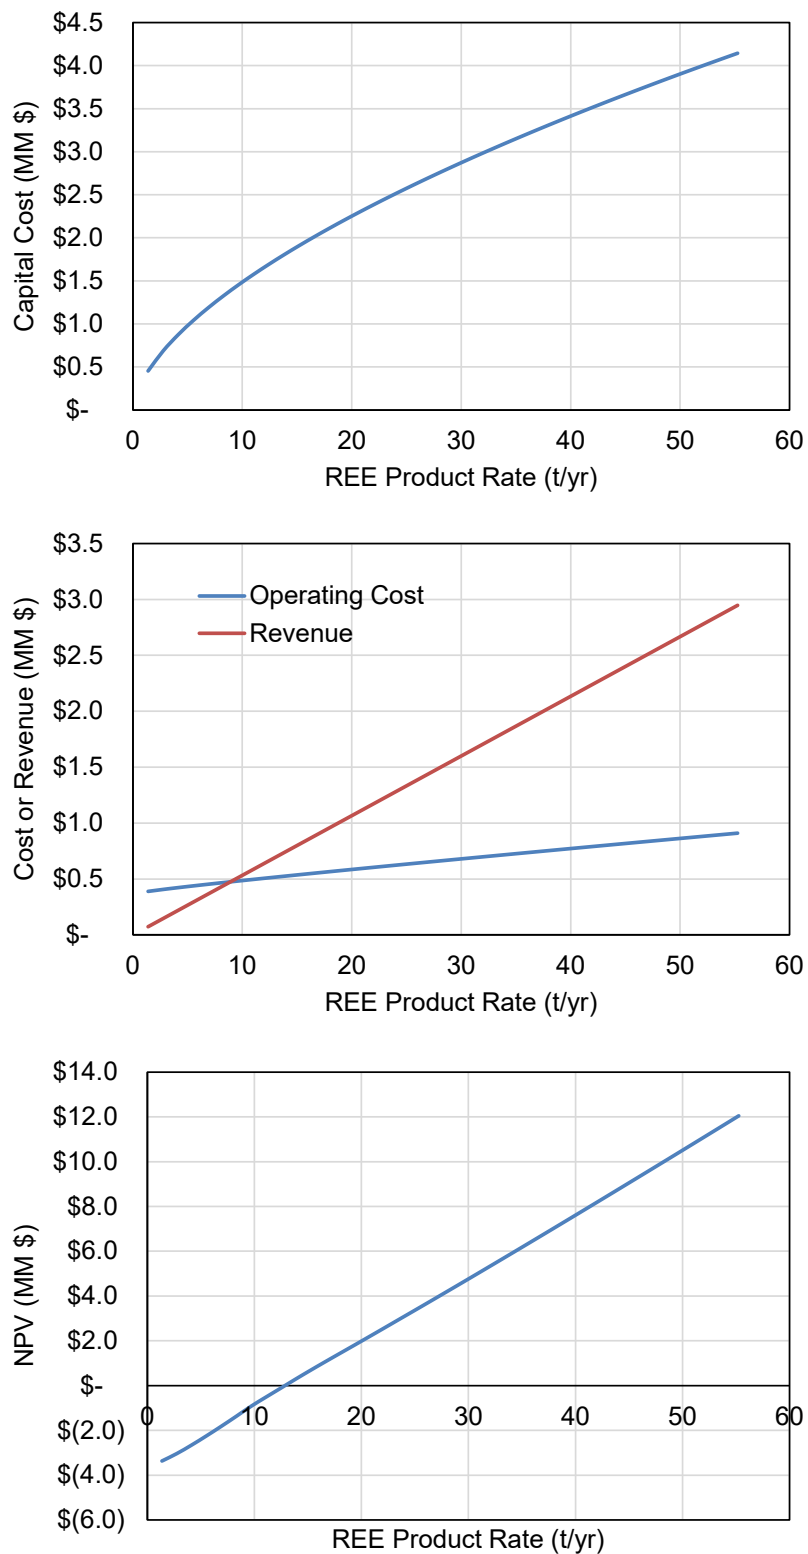 $4.5
$4.0
$3.5
$3.0
$2.5
$2.0
$1.5
$1.0
$0.5
$-
Capital Cost (MM $)
0 10 20 30 40 50 60
REE Product Rate (t/yr)
$3.5
$3.0
$2.5
$2.0
$1.5
$1.0
$0.5
$-
Cost or Revenue (MM $)
Operating Cost
Revenue
0 10 20 30 40 50 60
REE Product Rate (t/yr)
$14.0
$12.0
$10.0
$8.0
$6.0
$4.0
$2.0
$-
$(2.0)
$(4.0)
$(6.0)
NPV (MM $)
0 10 20 30 40 50 60
REE Product Rate (t/yr)